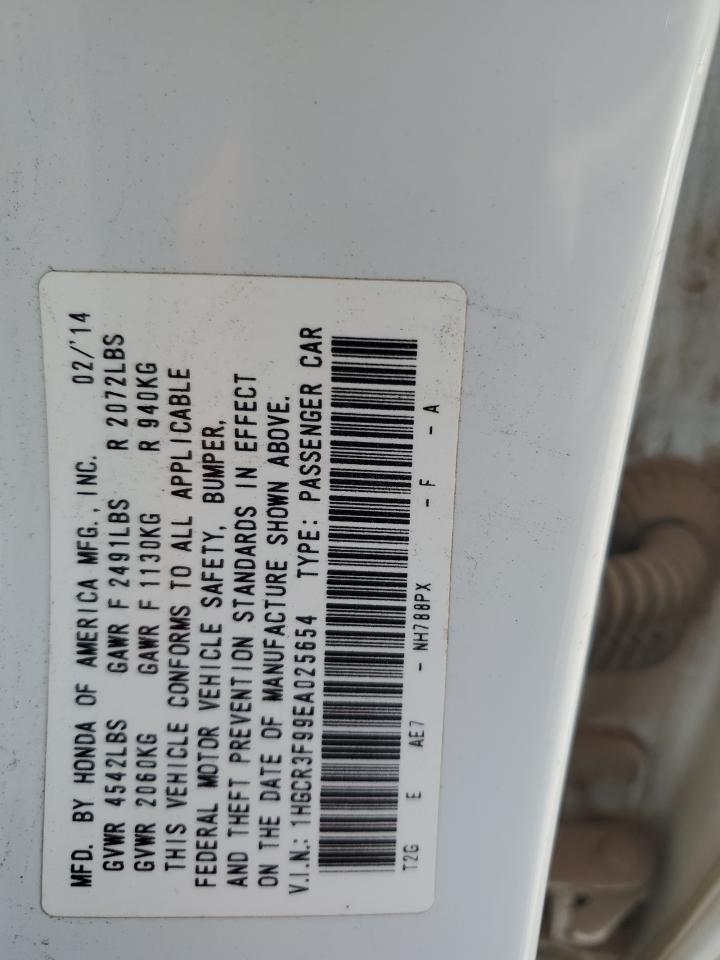 MFD. BY HONDA OF AMERICA MFG., INC. 02/'14
GVWR 4542LBS GAWR F 2491LBS R 2072LBS
GVWR 2060KG GAWR F 1130KG R 940KG
THIS VEHICLE CONFORMS TO ALL APPLICABLE
FEDERAL MOTOR VEHICLE SAFETY, BUMPER,
AND THEFT PREVENTION STANDARDS IN EFFECT
ON THE DATE OF MANUFACTURE SHOWN ABOVE.
V.I.N.: 1HGCR3F99EA025654 TYPE: PASSENGER CAR
T2G E AE7 - NH788PX - F - A